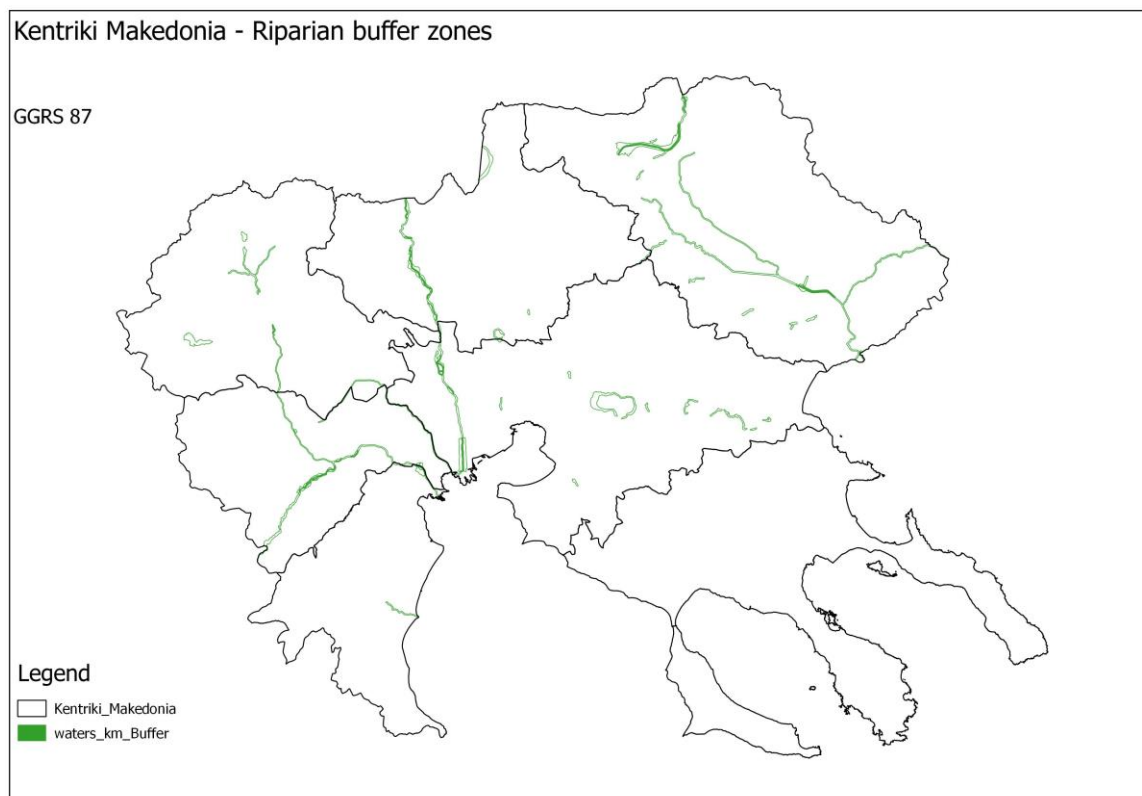 Kentriki Makedonia - Riparian buffer zones
GGRS 87
Legend
Kentriki_Makedonia
waters_km_Buffer